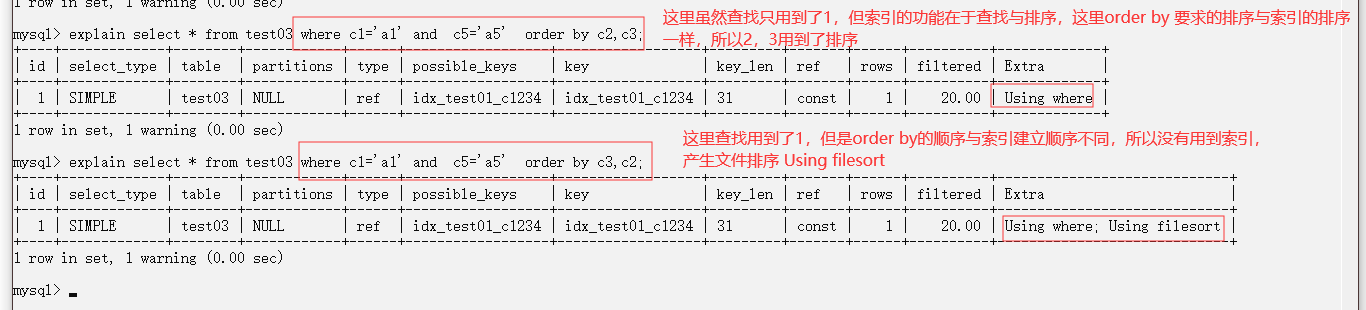 1 row in set, 1 warning (0.00 sec)
mysql> explain select * from test03 where c1='a1' and  c5='a5'  order by c2,c3;
这里虽然查找只用到了1，但索引的功能在于查找与排序，这里order by 要求的排序与索引的排序
一样，所以2，3用到了排序
| id | select_type | table | partitions | type | possible_keys | key | key_len | ref | rows | filtered | Extra |
| 1 | SIMPLE | test03 | NULL | ref | idx_test01_c1234 | idx_test01_c1234 | 31 | const | 1 | 20.00 | Using where |
1 row in set, 1 warning (0.00 sec)
这里查找用到了1，但是order by的顺序与索引建立顺序不同，所以没有用到索引，
产生文件排序 Using filesort
mysql> explain select * from test03 where c1='a1' and  c5='a5'  order by c3,c2;
| id | select_type | table | partitions | type | possible_keys | key | key_len | ref | rows | filtered | Extra |
| 1 | SIMPLE | test03 | NULL | ref | idx_test01_c1234 | idx_test01_c1234 | 31 | const | 1 | 20.00 | Using where; Using filesort |
1 row in set, 1 warning (0.00 sec)
mysql>